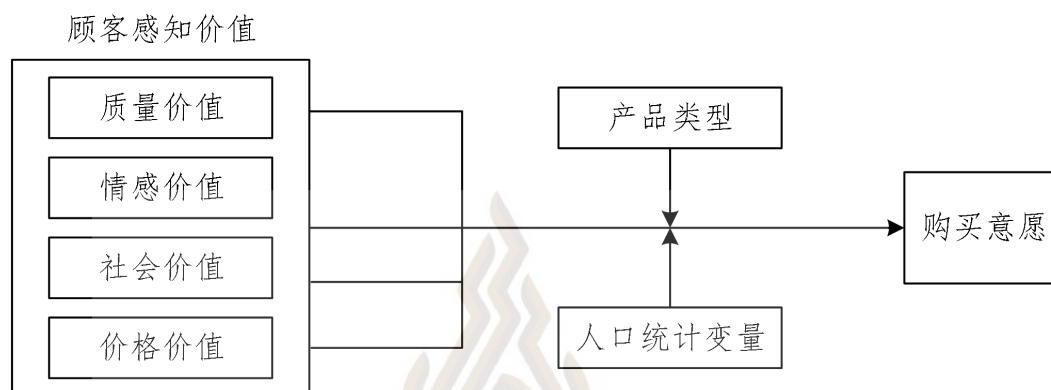 顾客感知价值
质量价值
情感价值
社会价值
价格价值
产品类型
人口统计变量
购买意愿